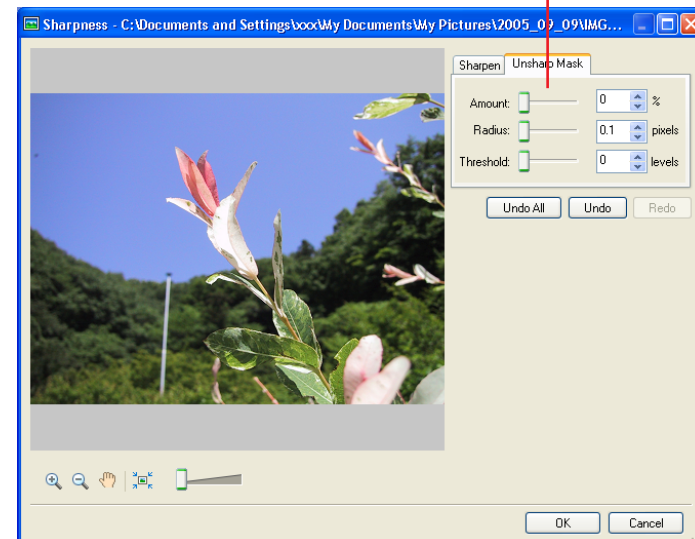 Sharpness - C:\Documents and Settings\xxx\My Documents\My Pictures\2005_09_09\IMG...
Sharpen Unsharp Mask
Amount: 0 %
Radius: 0.1 pixels
Threshold: 0 levels
Undo All Undo Redo
OK Cancel